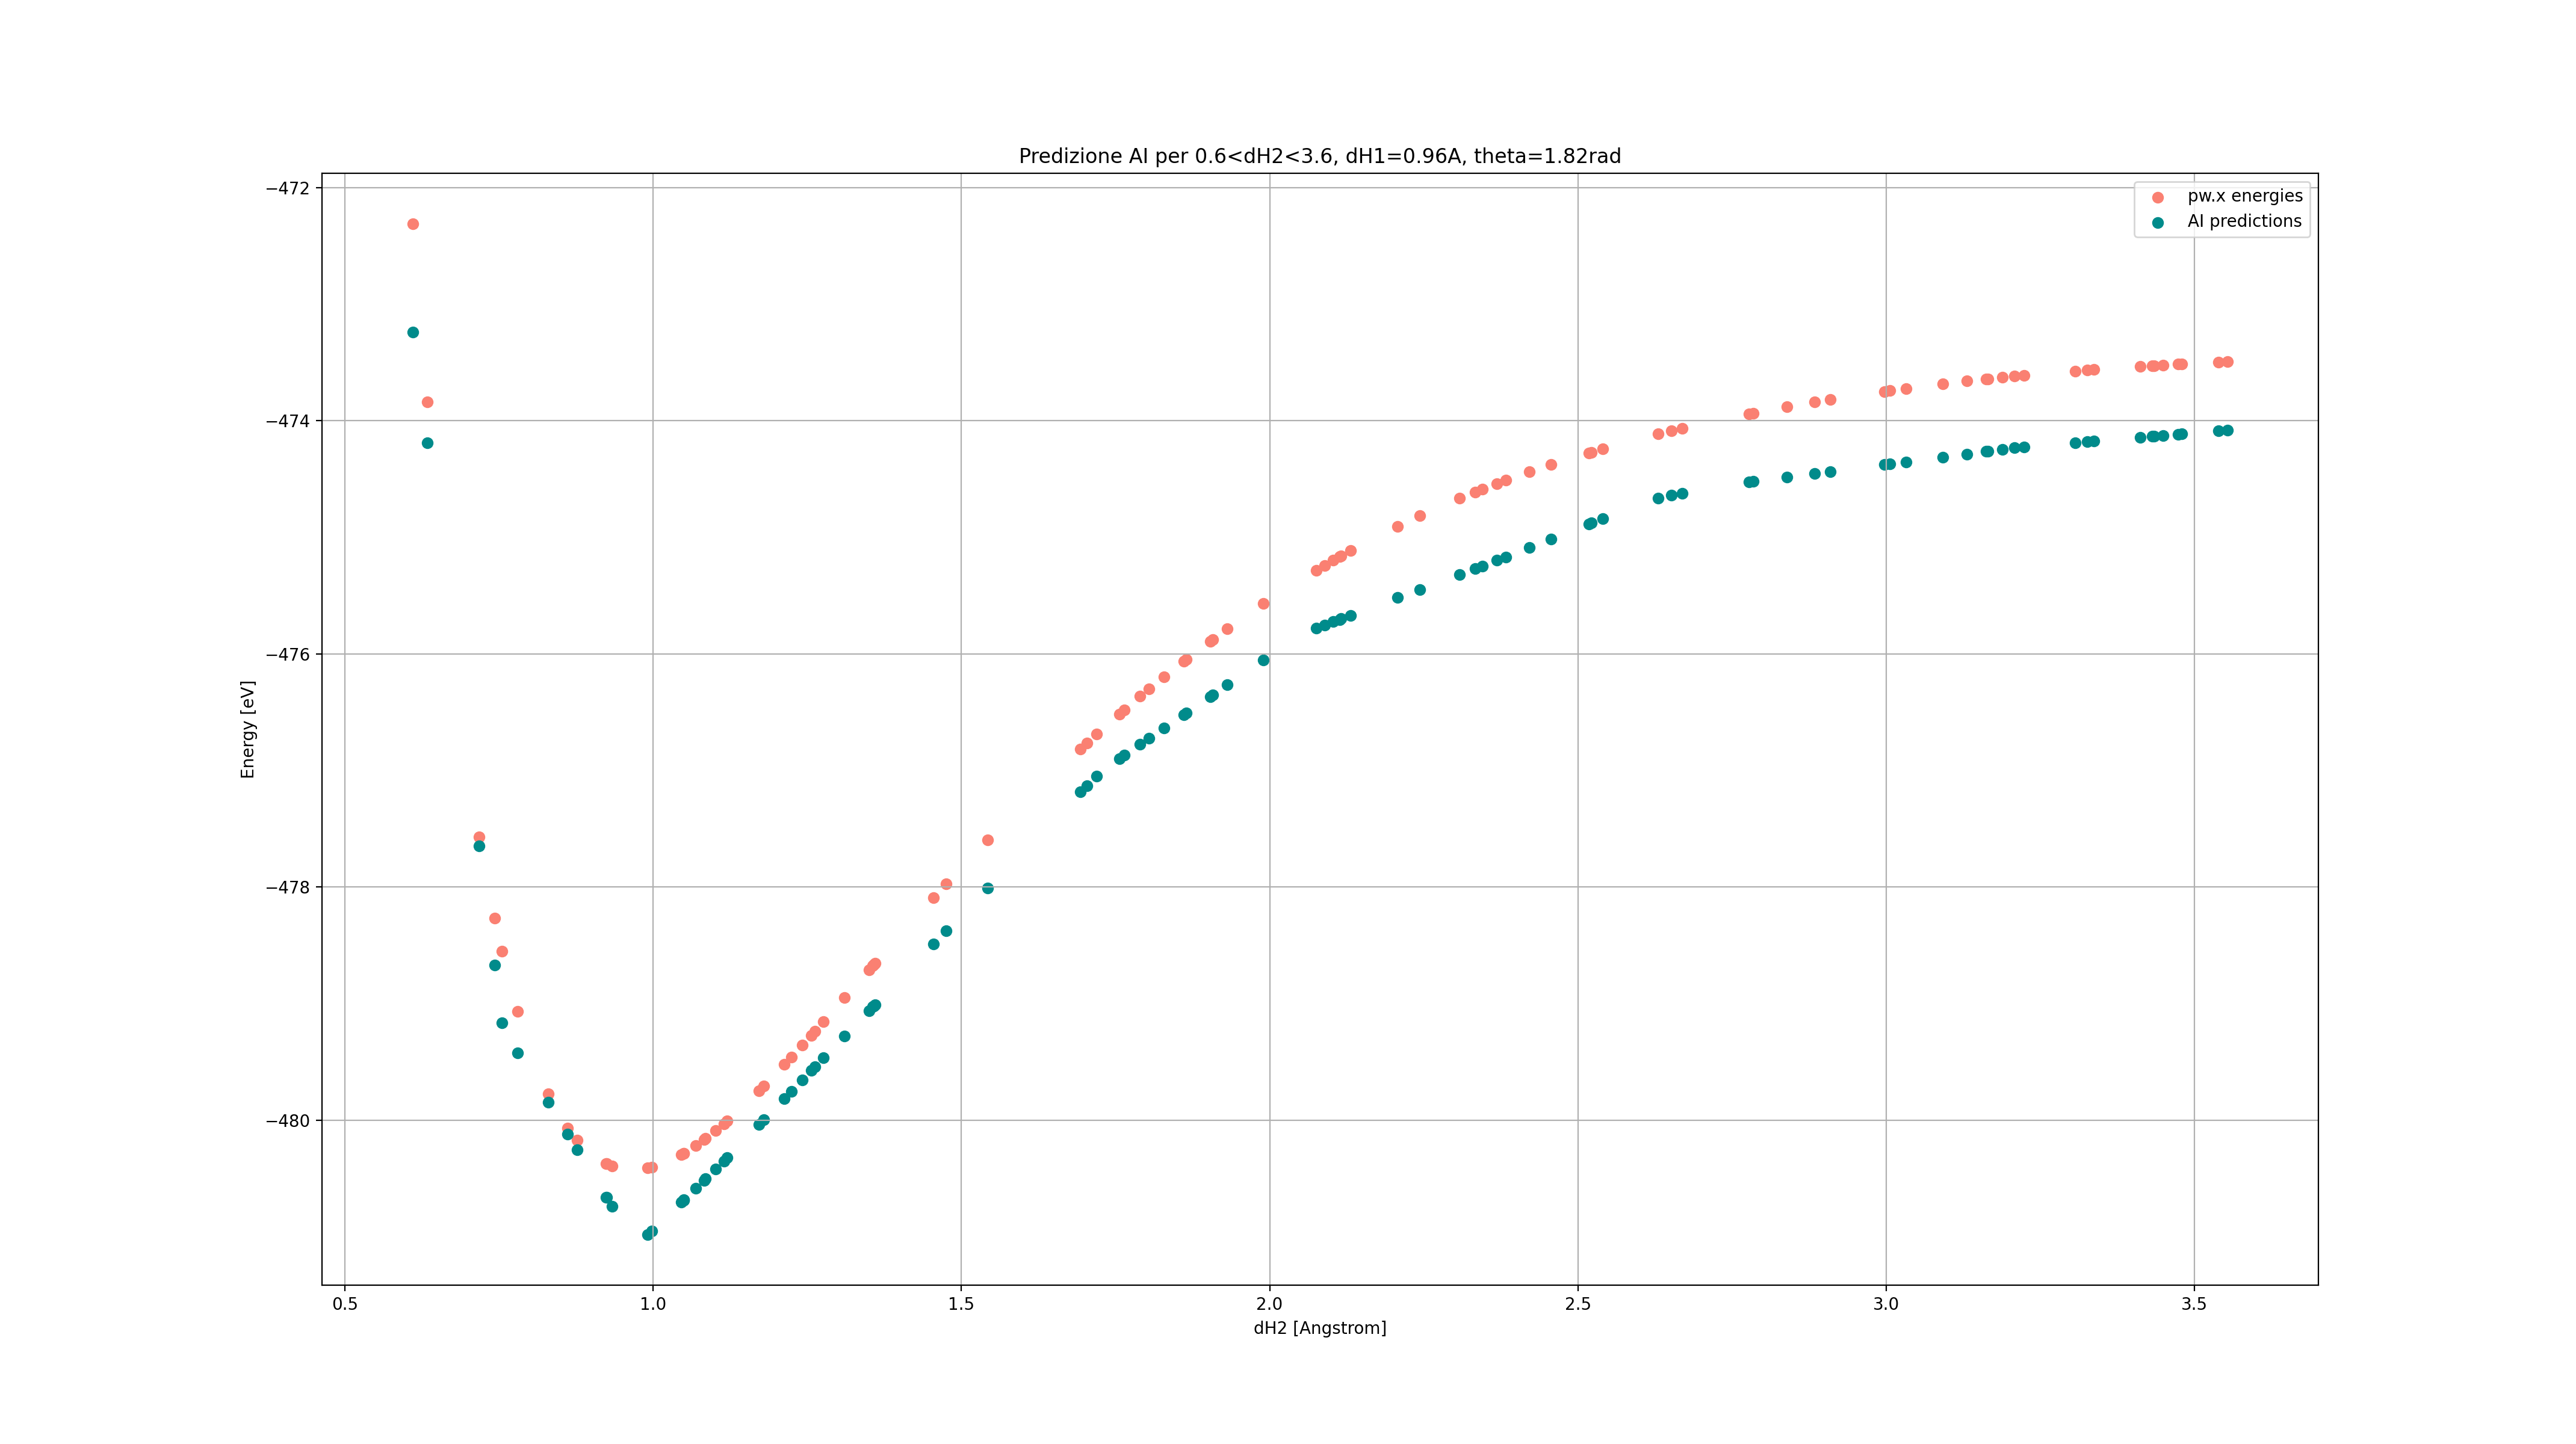 Predizione AI per 0.6<dH2<3.6, dH1=0.96A, theta=1.82rad
pw.x energies
AI predictions
−472
−474
−476
−478
−480
Energy [eV]
0.5 1.0 1.5 2.0 2.5 3.0 3.5
dH2 [Angstrom]